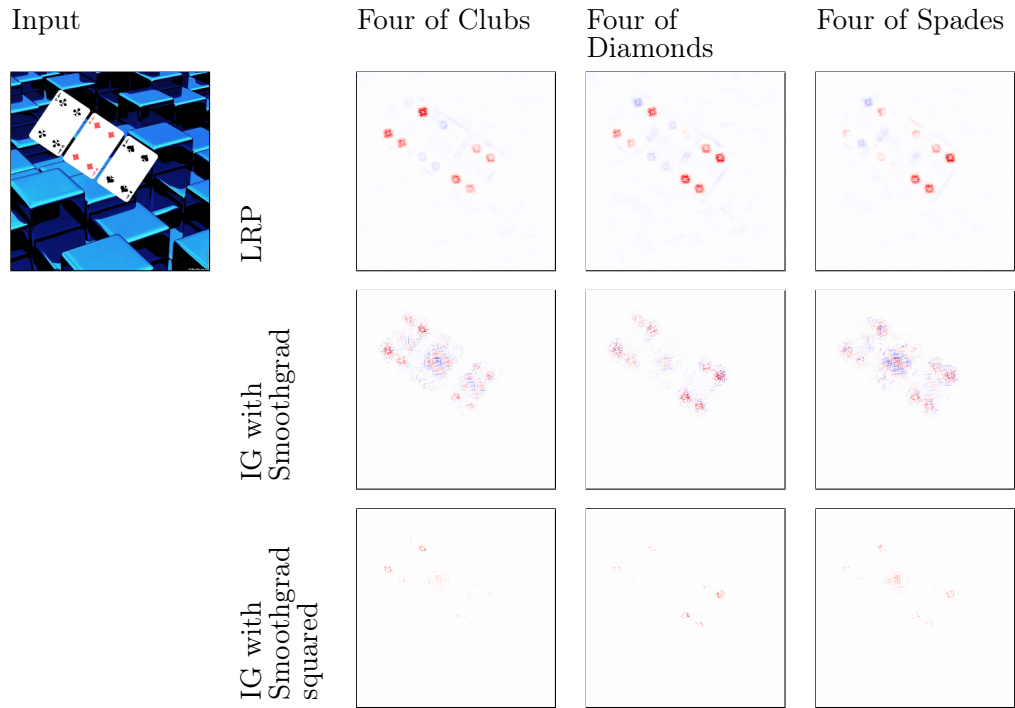 Input
Four of Clubs
Four of
Diamonds
Four of Spades
LRP
IG with
Smoothgrad
IG with
Smoothgrad
squared